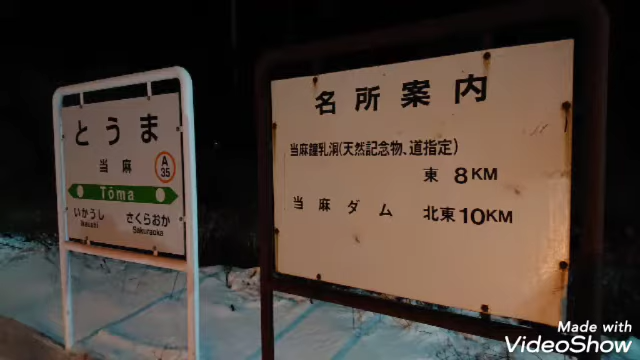 とうま
当麻
A
35
Tōma
いかうし
さくらおか
Ikaushi
Sakuraoka
名所案内
当麻鐘乳洞(天然記念物、道指定)
東 8KM
当麻ダム 北東10KM
Made with
VideoShow